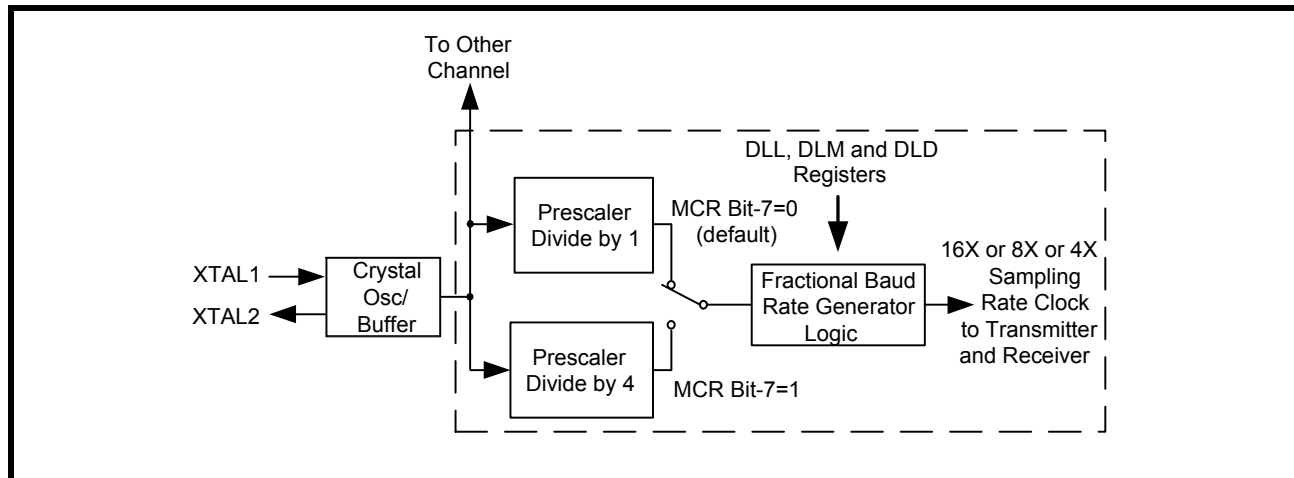 To Other
Channel
DLL, DLM and DLD
Registers
Prescaler
Divide by 1
MCR Bit-7=0
(default)
XTAL1
XTAL2
Crystal
Osc/
Buffer
Fractional Baud
Rate Generator
Logic
16X or 8X or 4X
Sampling
Rate Clock
to Transmitter
and Receiver
Prescaler
Divide by 4
MCR Bit-7=1